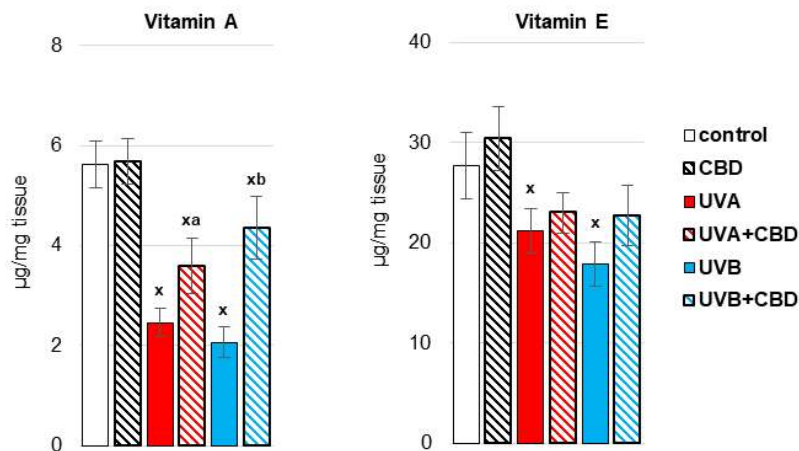 Vitamin A
8
6
4
2
0
µg/mg tissue
x
xa
x
xb
Vitamin E
40
30
20
10
0
µg/mg tissue
x
x
control
CBD
UVA
UVA+CBD
UVB
UVB+CBD